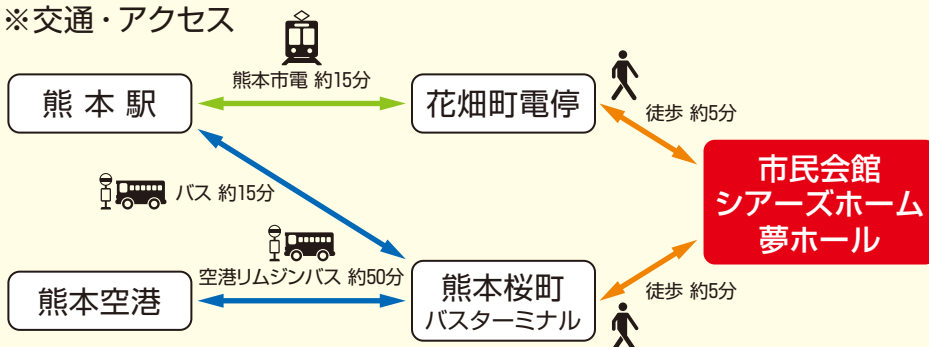 ※交通・アクセス
熊本市電 約15分
熊本駅
花畑町電停
徒歩 約5分
市民会館
シアーズホーム
夢ホール
バス 約15分
空港リムジンバス 約50分
熊本空港
熊本桜町
バスターミナル
徒歩 約5分